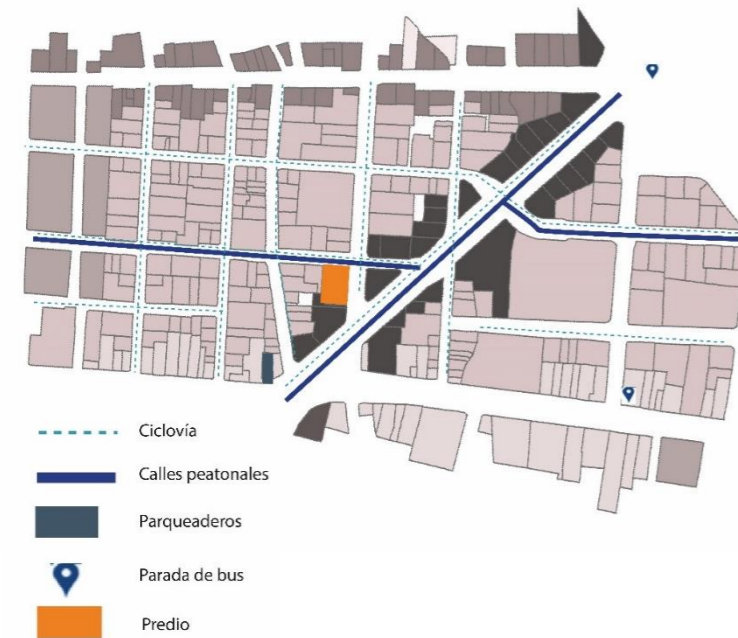 Ciclovía
Calles peatonales
Parqueaderos
Parada de bus
Predio